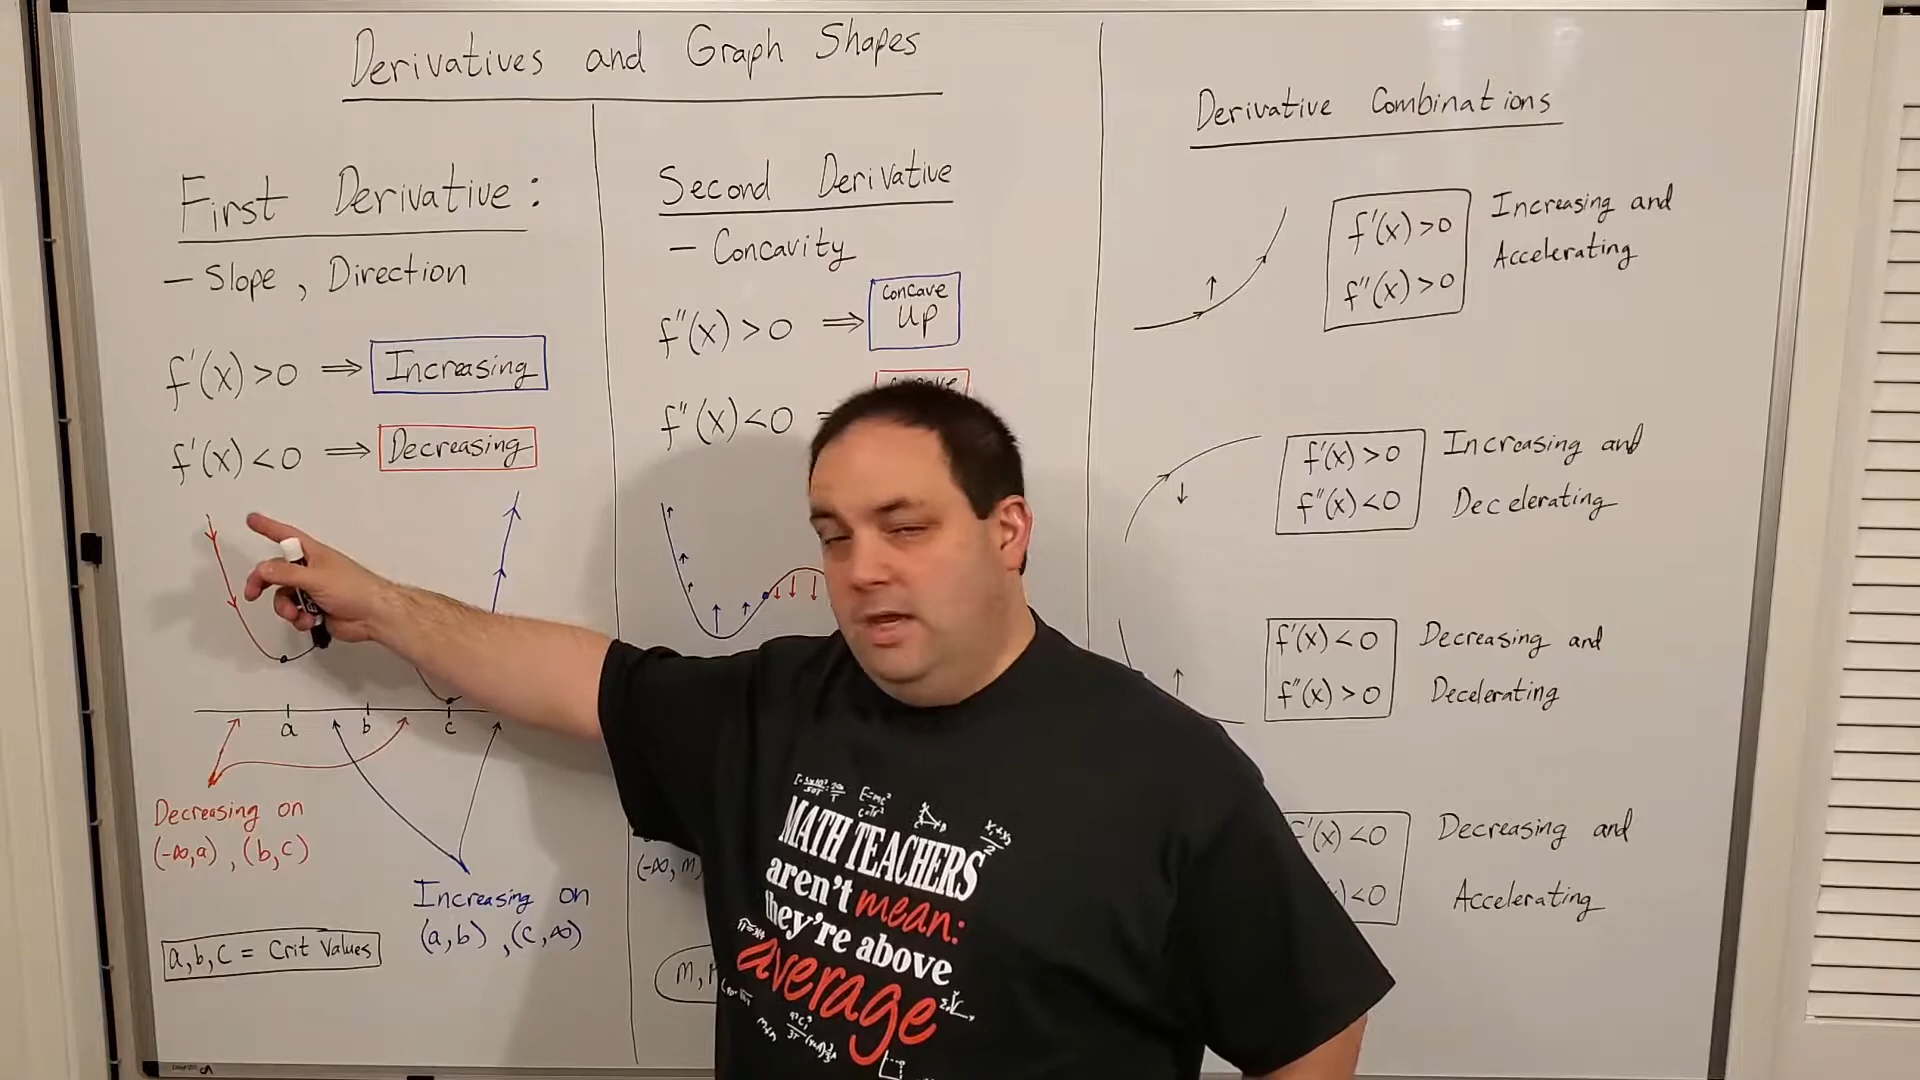 Derivatives and Graph Shapes
First Derivative:
- Slope, Direction
f'(x) > 0 ⟹ Increasing
f'(x) < 0 ⟹ Decreasing
a b c
Decreasing on
(-∞,a), (b,c)
Increasing on
(a,b), (c,∞)
a,b,c = Crit Values
Second Derivative
- Concavity
f''(x) > 0 ⟹ Concave
Up
f''(x) < 0
(-∞, m)
m,
Derivative Combinations
f'(x) > 0 Increasing and
f''(x) > 0 Accelerating
f'(x) > 0 Increasing and
f''(x) < 0 Decelerating
f'(x) < 0 Decreasing and
f''(x) > 0 Decelerating
f'(x) < 0 Decreasing and
) < 0 Accelerating
E=mc²
MATH TEACHERS
aren't mean:
they're above
average